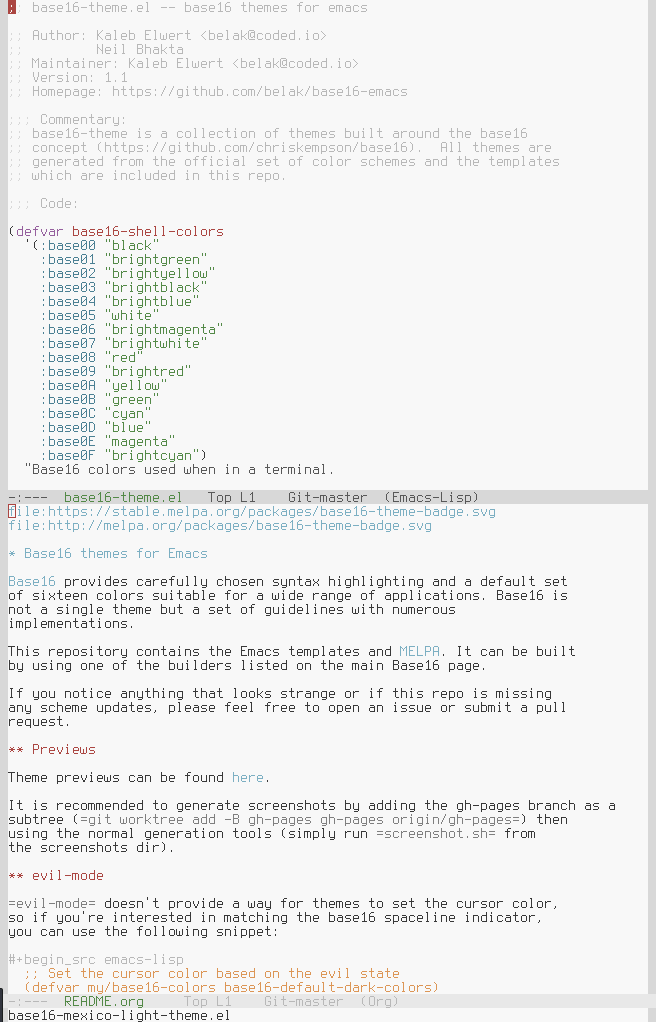 ;; base16-theme.el -- base16 themes for emacs
;; Author: Kaleb Elwert <belak@coded.io>
;;         Neil Bhakta
;; Maintainer: Kaleb Elwert <belak@coded.io>
;; Version: 1.1
;; Homepage: https://github.com/belak/base16-emacs
;;; Commentary:
;; base16-theme is a collection of themes built around the base16
;; concept (https://github.com/chriskempson/base16).  All themes are
;; generated from the official set of color schemes and the templates
;; which are included in this repo.
;;; Code:
(defvar base16-shell-colors
  '(:base00 "black"
    :base01 "brightgreen"
    :base02 "brightyellow"
    :base03 "brightblack"
    :base04 "brightblue"
    :base05 "white"
    :base06 "brightmagenta"
    :base07 "brightwhite"
    :base08 "red"
    :base09 "brightred"
    :base0A "yellow"
    :base0B "green"
    :base0C "cyan"
    :base0D "blue"
    :base0E "magenta"
    :base0F "brightcyan")
  "Base16 colors used when in a terminal.
-:---  base16-theme.el   Top L1    Git-master  (Emacs-Lisp)
file:https://stable.melpa.org/packages/base16-theme-badge.svg
file:http://melpa.org/packages/base16-theme-badge.svg
* Base16 themes for Emacs
Base16 provides carefully chosen syntax highlighting and a default set
of sixteen colors suitable for a wide range of applications. Base16 is
not a single theme but a set of guidelines with numerous
implementations.
This repository contains the Emacs templates and MELPA. It can be built
by using one of the builders listed on the main Base16 page.
If you notice anything that looks strange or if this repo is missing
any scheme updates, please feel free to open an issue or submit a pull
request.
** Previews
Theme previews can be found here.
It is recommended to generate screenshots by adding the gh-pages branch as a
subtree (=git worktree add -B gh-pages gh-pages origin/gh-pages=) then
using the normal generation tools (simply run =screenshot.sh= from
the screenshots dir).
** evil-mode
=evil-mode= doesn't provide a way for themes to set the cursor color,
so if you're interested in matching the base16 spaceline indicator,
you can use the following snippet:
#+begin_src emacs-lisp
  ;; Set the cursor color based on the evil state
  (defvar my/base16-colors base16-default-dark-colors)
-:---  README.org     Top L1    Git-master  (Org)
base16-mexico-light-theme.el